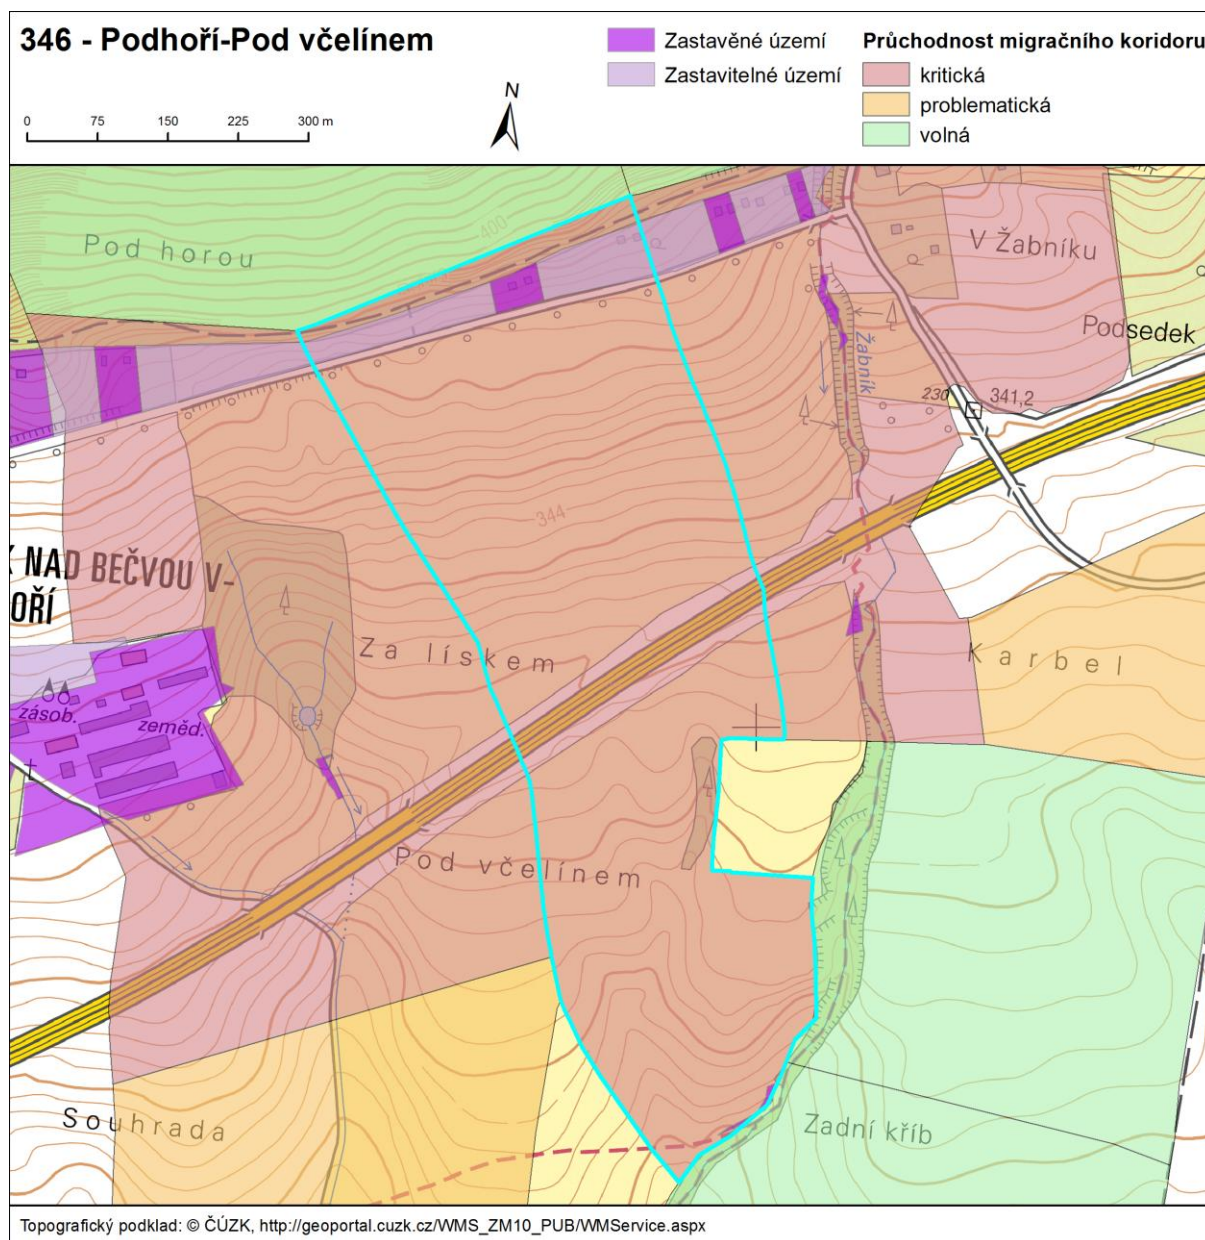 346 - Podhoří-Pod včelínem
Zastavěné území
Zastavitelné území
Průchodnost migračního koridoru
kritická
problematická
volná
N
0 75 150 225 300 m
Pod horou
400
V Žabníku
Podsedek
Žabník
230
341,2
344
K NAD BEČVOU V-
OŘÍ
Za lískem
Karbel
zásob.
zeměd.
Pod včelínem
Souhrada
Zadní kříb
Topografický podklad: © ČÚZK, http://geoportal.cuzk.cz/WMS_ZM10_PUB/WMService.aspx